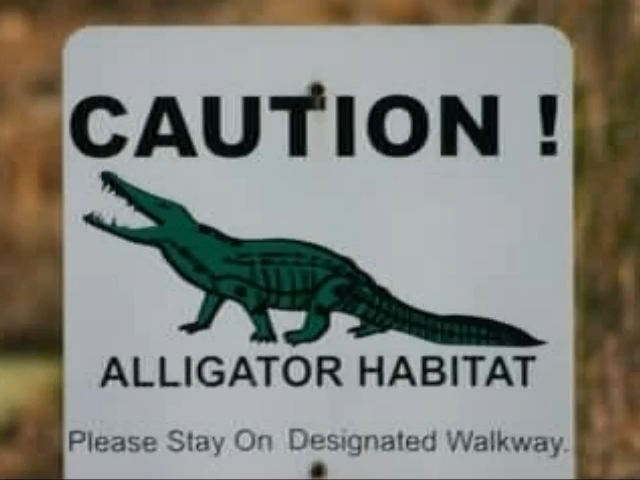 CAUTION !
ALLIGATOR HABITAT
Please Stay On Designated Walkway.